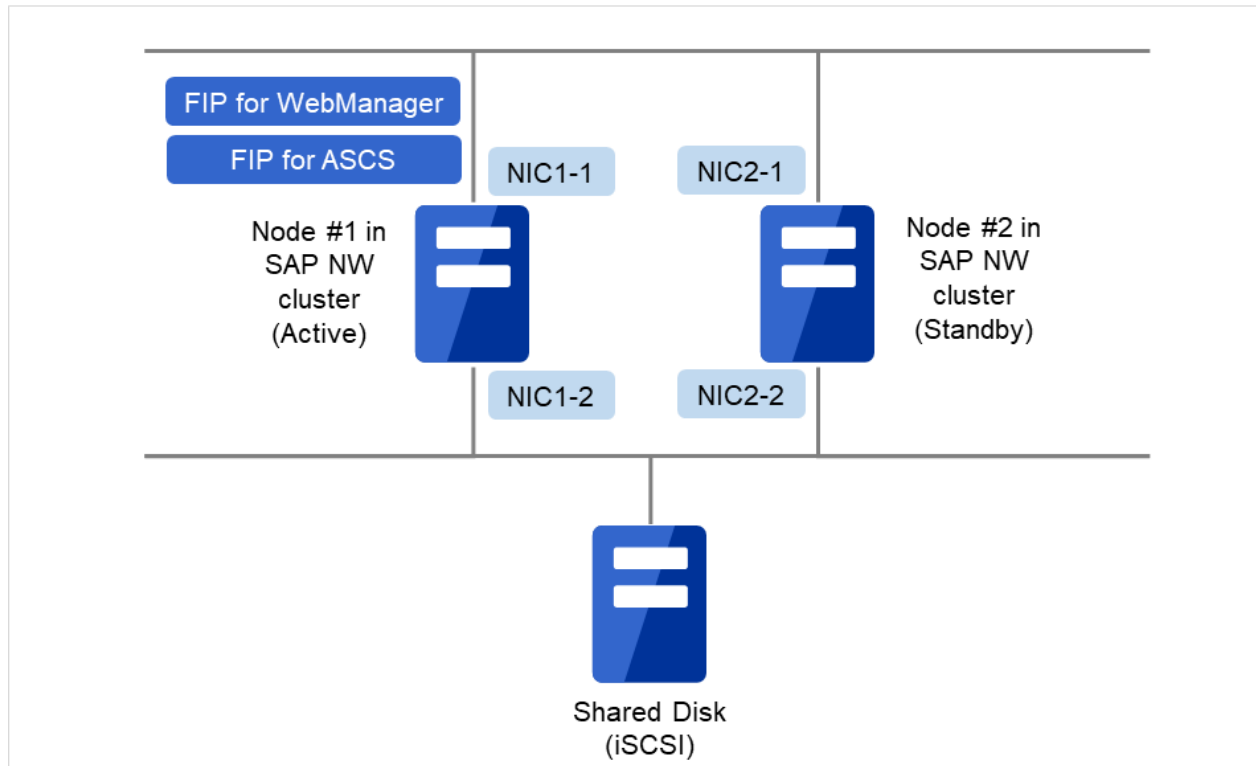 FIP for WebManager
FIP for ASCS
NIC1-1
NIC2-1
Node #1 in
SAP NW
cluster
(Active)
Node #2 in
SAP NW
cluster
(Standby)
NIC1-2
NIC2-2
Shared Disk
(iSCSI)